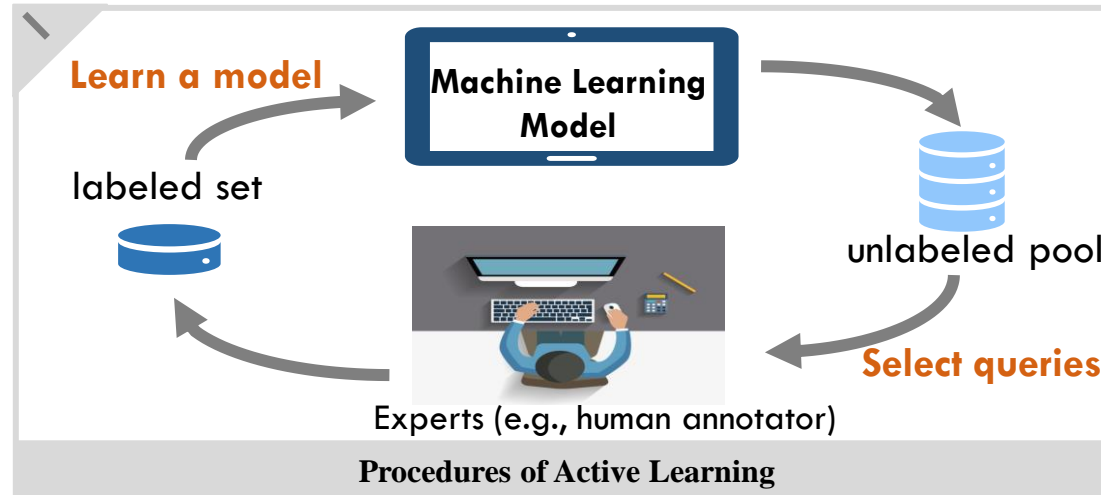 Learn a model
Machine Learning
Model
labeled set
unlabeled pool
Select queries
Experts (e.g., human annotator)
Procedures of Active Learning